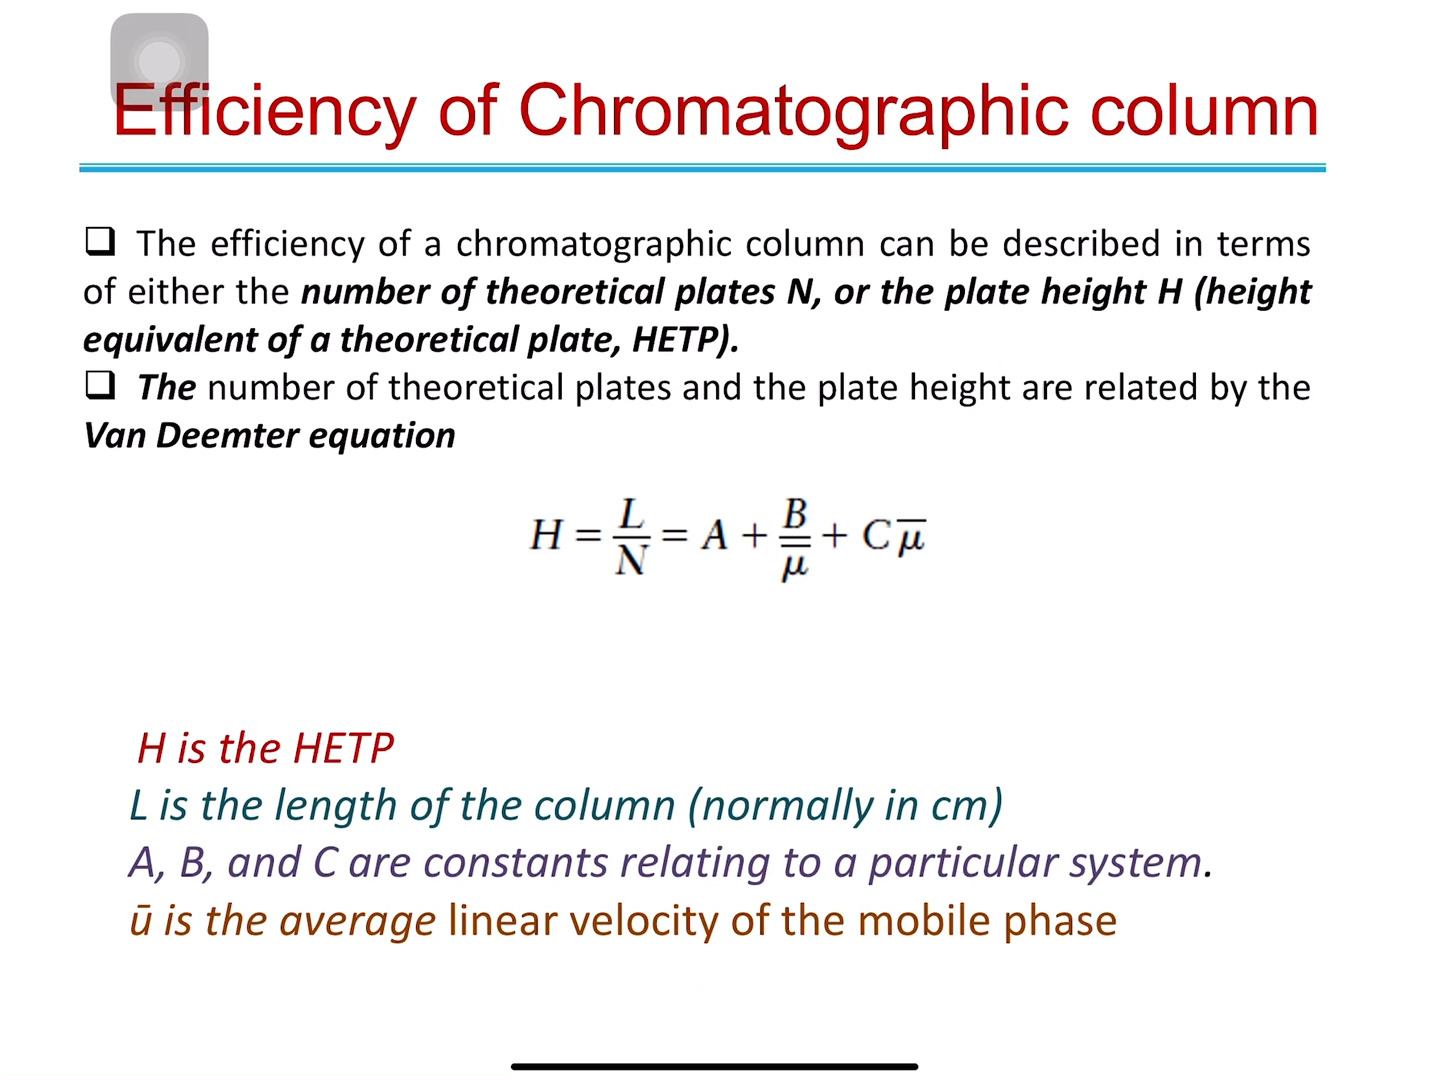 Efficiency of Chromatographic column
❑ The efficiency of a chromatographic column can be described in terms
of either the number of theoretical plates N, or the plate height H (height
equivalent of a theoretical plate, HETP).
❑ The number of theoretical plates and the plate height are related by the
Van Deemter equation
H = L/N = A + B/μ̄ + Cμ̄
H is the HETP
L is the length of the column (normally in cm)
A, B, and C are constants relating to a particular system.
ū is the average linear velocity of the mobile phase